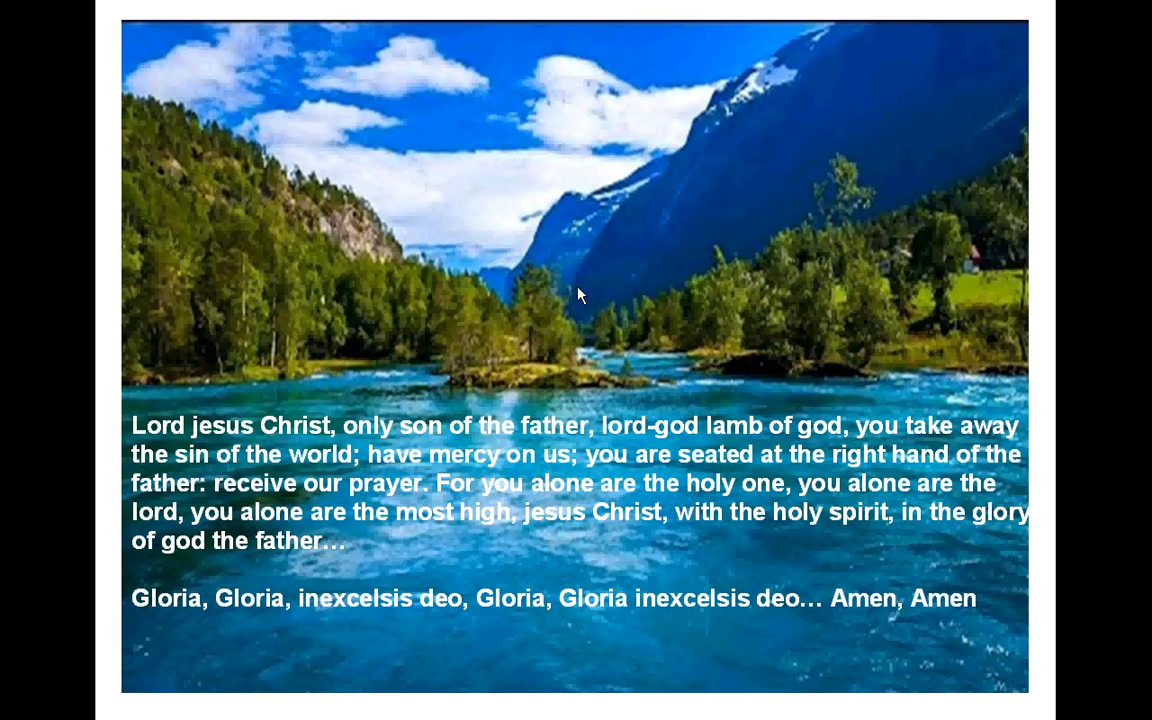 Lord jesus Christ, only son of the father, lord-god lamb of god, you take away
the sin of the world; have mercy on us; you are seated at the right hand of the
father: receive our prayer. For you alone are the holy one, you alone are the
lord, you alone are the most high, jesus Christ, with the holy spirit, in the glory
of god the father…
Gloria, Gloria, inexcelsis deo, Gloria, Gloria inexcelsis deo… Amen, Amen